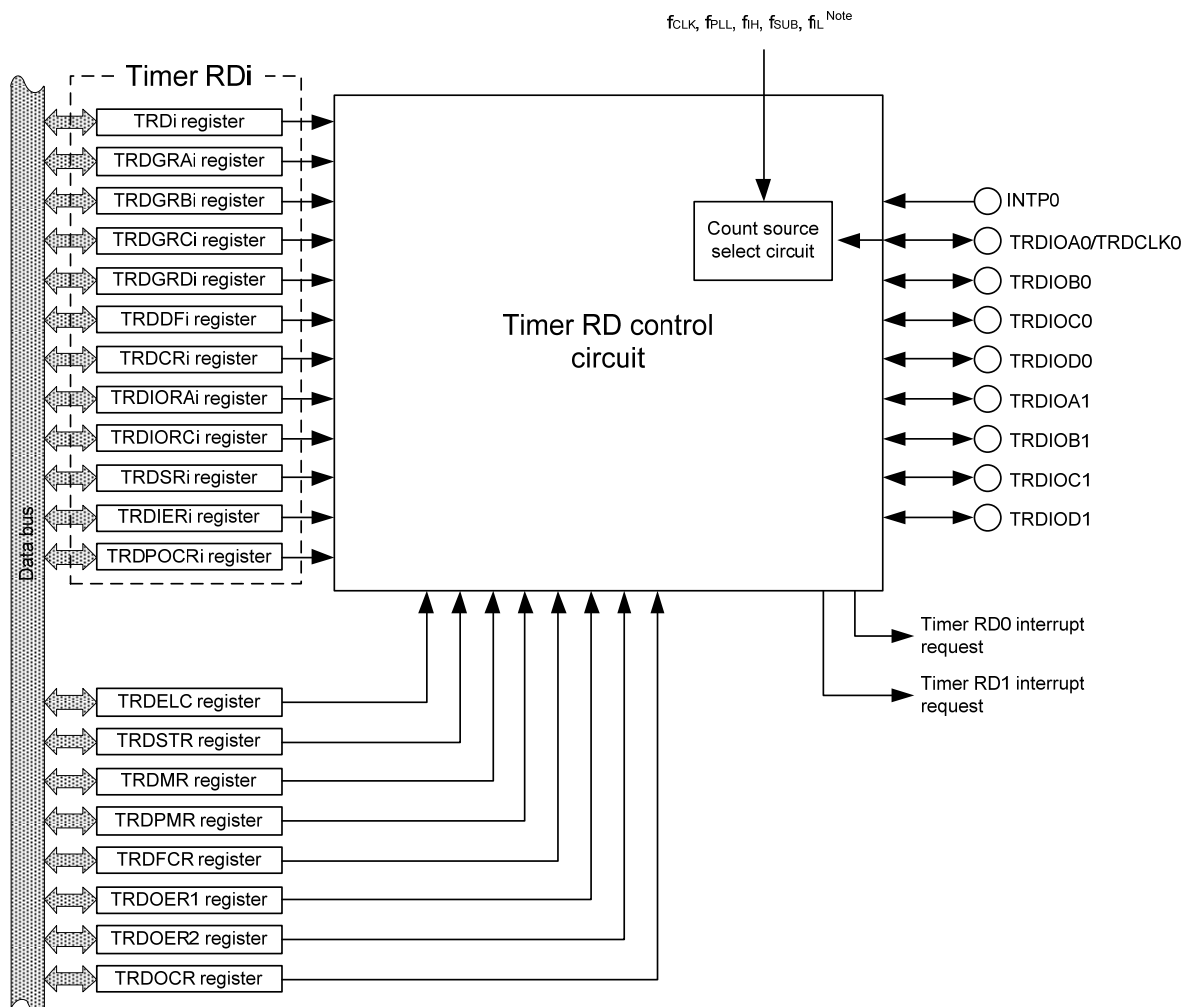 fCLK, fPLL, fIH, fSUB, fIL Note
Timer RDi
TRDi register
TRDGRAi register
TRDGRBi register
TRDGRCi register
TRDGRDi register
TRDDFi register
TRDCRi register
TRDIORAi register
TRDIORCi register
TRDSRi register
TRDIERi register
TRDPOCRi register
Data bus
Count source
select circuit
Timer RD control
circuit
INTP0
TRDIOA0/TRDCLK0
TRDIOB0
TRDIOC0
TRDIOD0
TRDIOA1
TRDIOB1
TRDIOC1
TRDIOD1
Timer RD0 interrupt
request
Timer RD1 interrupt
request
TRDELC register
TRDSTR register
TRDMR register
TRDPMR register
TRDFCR register
TRDOER1 register
TRDOER2 register
TRDOCR register